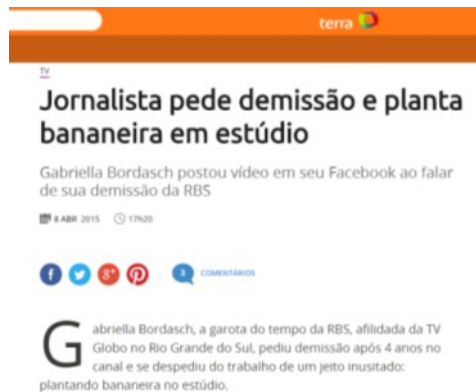 terra
TV
Jornalista pede demissão e planta
bananeira em estúdio
Gabriella Bordasch postou vídeo em seu Facebook ao falar
de sua demissão da RBS
8 ABR 2015 17h20
3 COMENTÁRIOS
Gabriella Bordasch, a garota do tempo da RBS, afilidada da TV
Globo no Rio Grande do Sul, pediu demissão após 4 anos no
canal e se despediu do trabalho de um jeito inusitado:
plantando bananeira no estúdio.